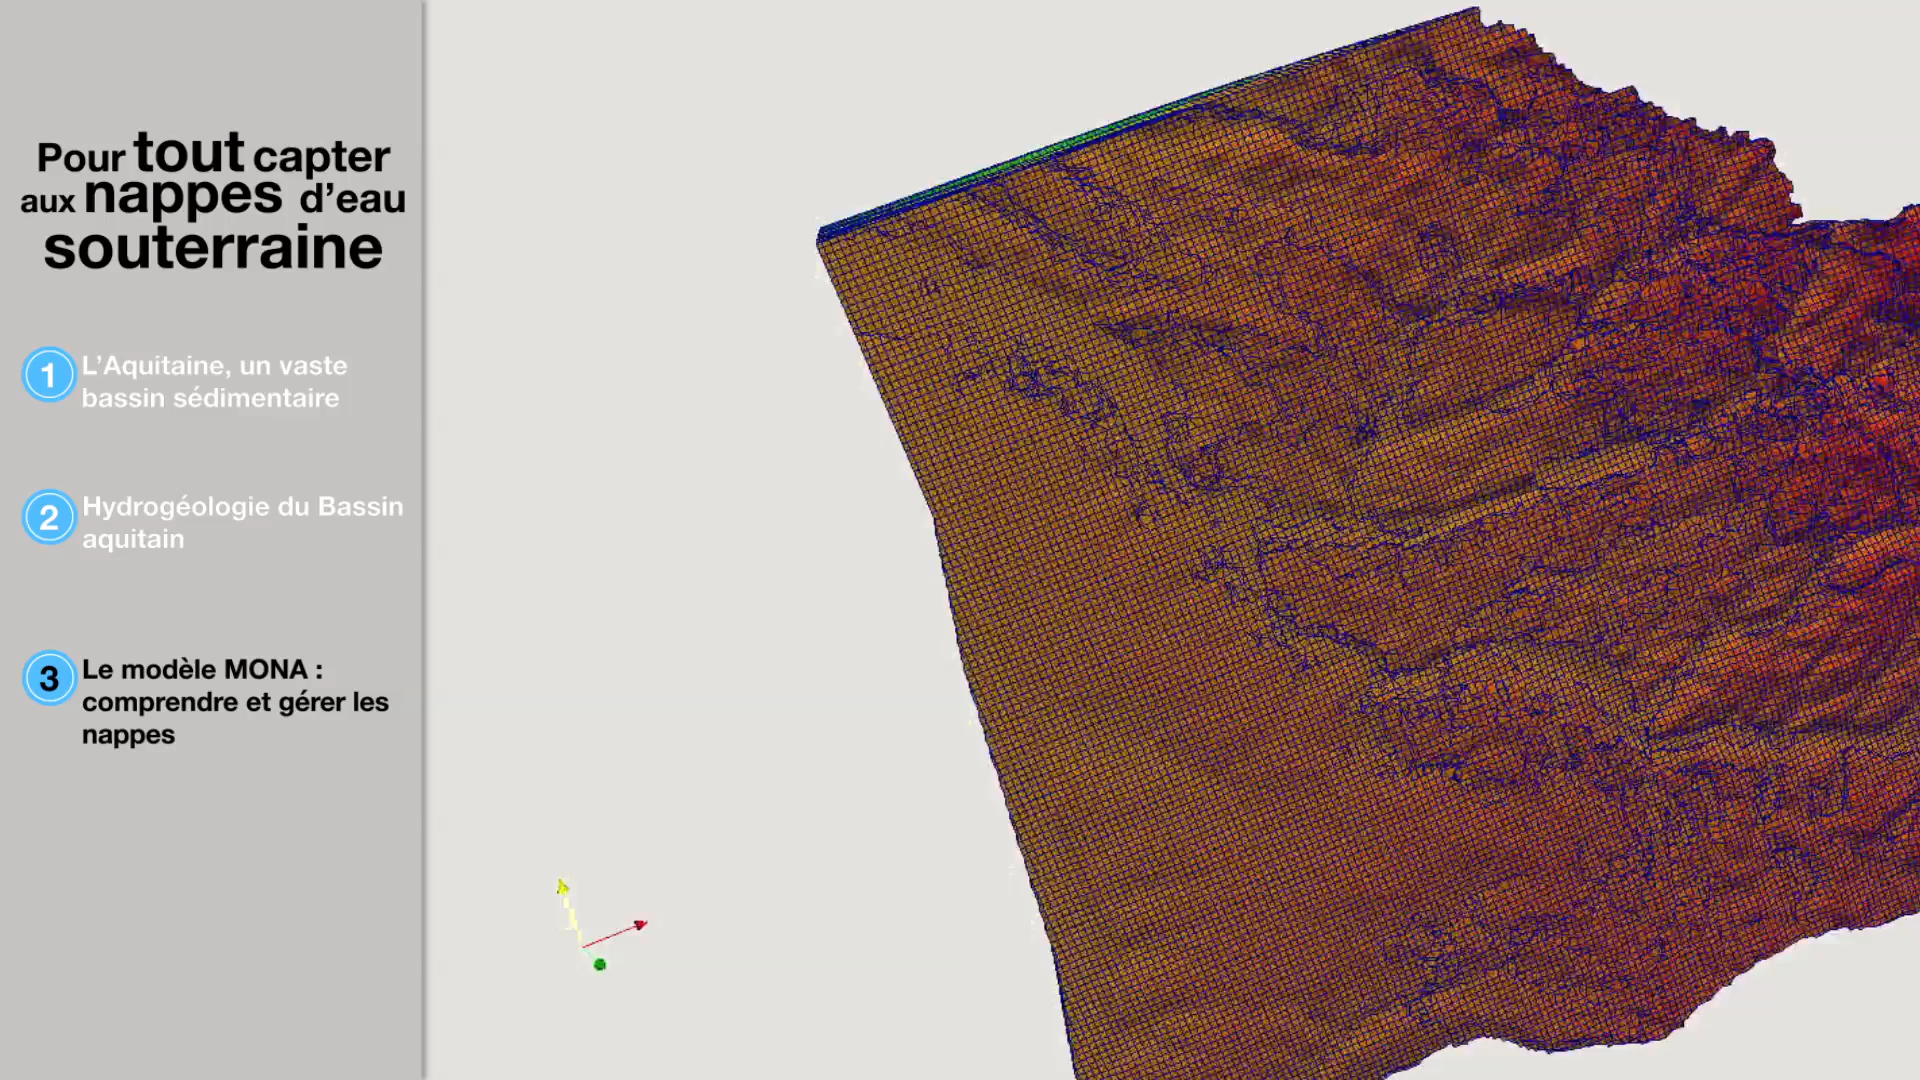 Pour tout capter
aux nappes d’eau
souterraine
1
L’Aquitaine, un vaste
bassin sédimentaire
2
Hydrogéologie du Bassin
aquitain
3
Le modèle MONA :
comprendre et gérer les
nappes